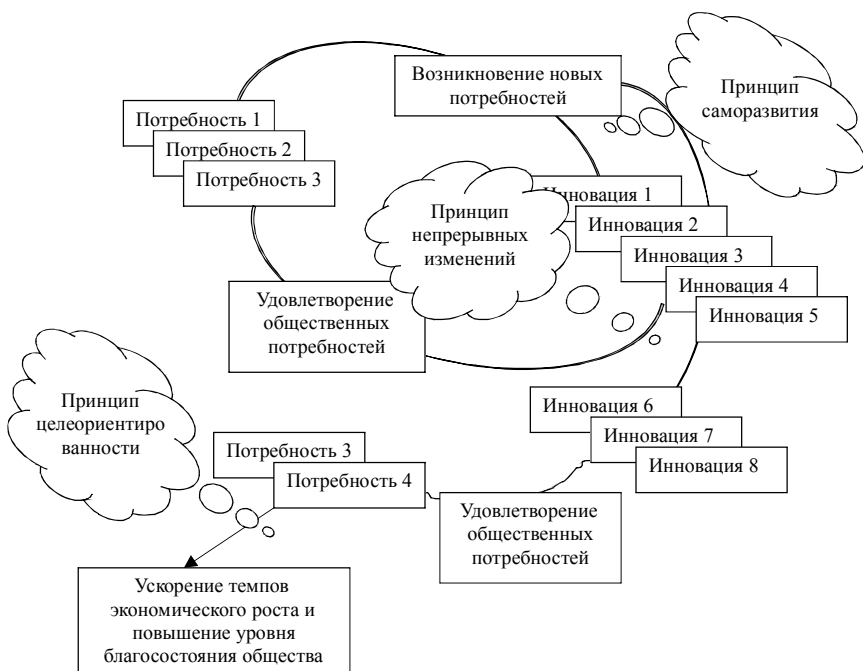 Возникновение новых
потребностей
Принцип
саморазвития
Потребность 1
Потребность 2
Потребность 3
Принцип
непрерывных
изменений
Инновация 1
Инновация 2
Инновация 3
Инновация 4
Инновация 5
Удовлетворение
общественных
потребностей
Принцип
целеориентиро
ванности
Инновация 6
Инновация 7
Инновация 8
Потребность 3
Потребность 4
Удовлетворение
общественных
потребностей
Ускорение темпов
экономического роста и
повышение уровня
благосостояния общества